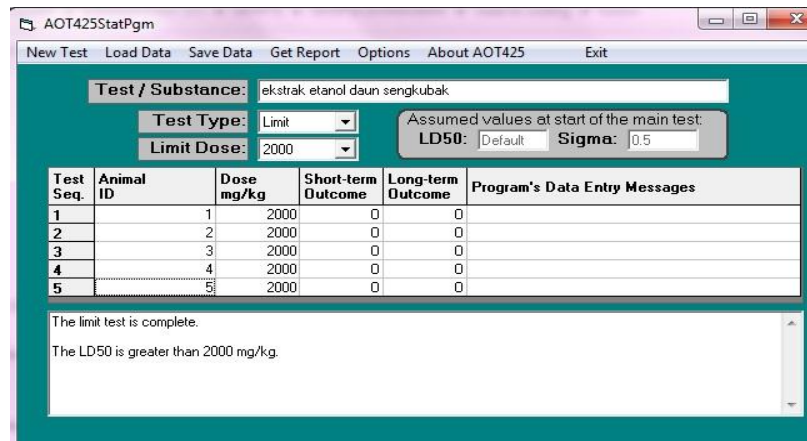 AOT425StatPgm
New Test Load Data Save Data Get Report Options About AOT425 Exit
Test / Substance: ekstrak etanol daun sengkubak
Test Type: Limit
Limit Dose: 2000
Assumed values at start of the main test:
LD50: Default Sigma: 0.5
Test Seq. Animal ID Dose mg/kg Short-term Outcome Long-term Outcome Program's Data Entry Messages
1 1 2000 0 0
2 2 2000 0 0
3 3 2000 0 0
4 4 2000 0 0
5 5 2000 0 0
The limit test is complete.
The LD50 is greater than 2000 mg/kg.